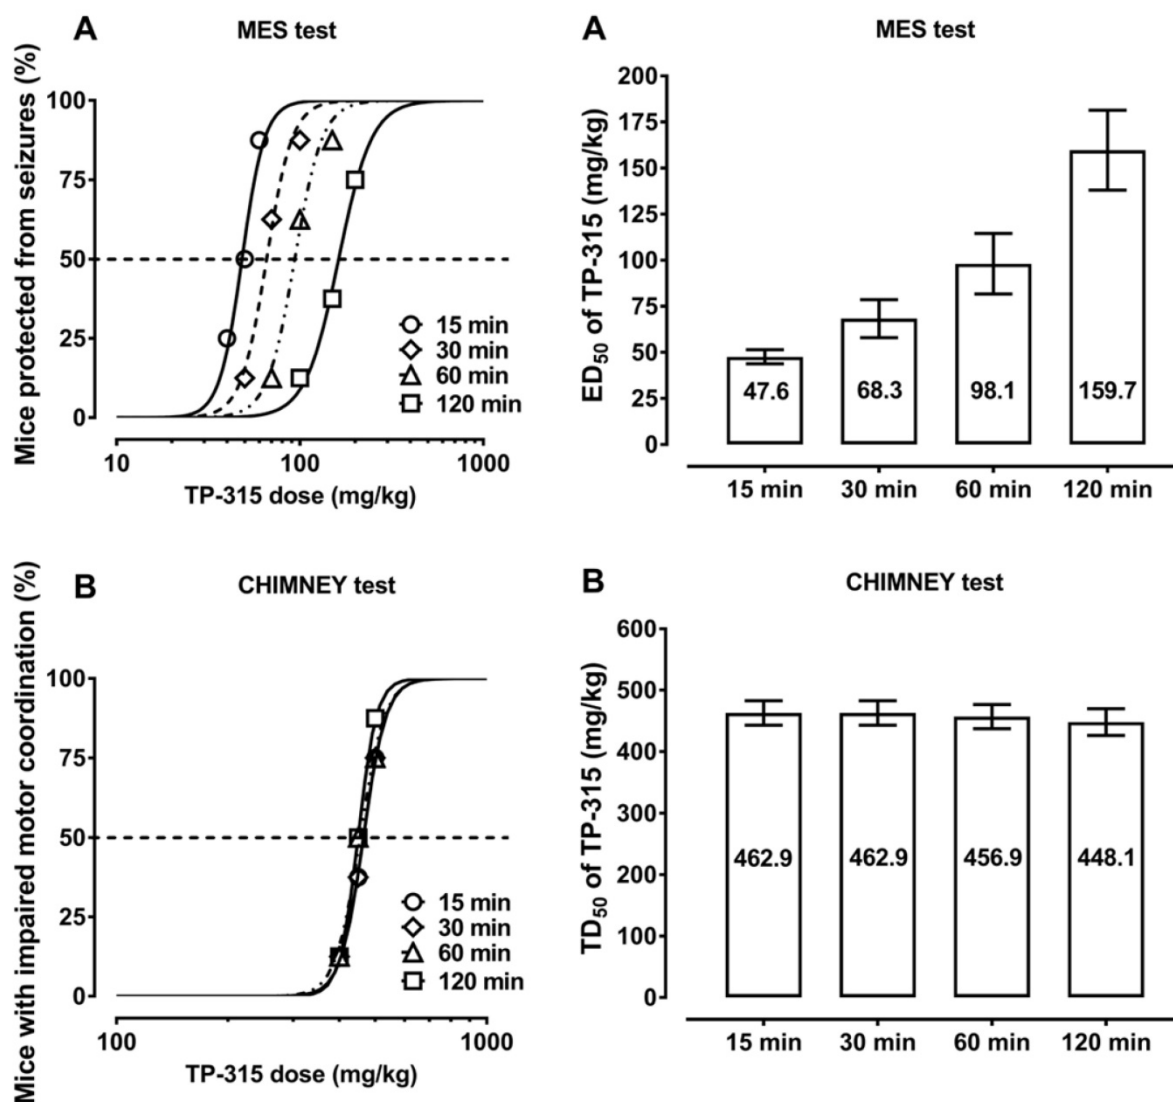 A
MES test
Mice protected from seizures (%)
100
75
50
25
0
15 min
30 min
60 min
120 min
10
100
1000
TP-315 dose (mg/kg)
A
MES test
ED50 of TP-315 (mg/kg)
200
175
150
125
100
75
50
25
0
47.6
68.3
98.1
159.7
15 min
30 min
60 min
120 min
B
CHIMNEY test
Mice with impaired motor coordination (%)
100
75
50
25
0
15 min
30 min
60 min
120 min
100
1000
TP-315 dose (mg/kg)
B
CHIMNEY test
TD50 of TP-315 (mg/kg)
600
500
400
300
200
100
0
462.9
462.9
456.9
448.1
15 min
30 min
60 min
120 min